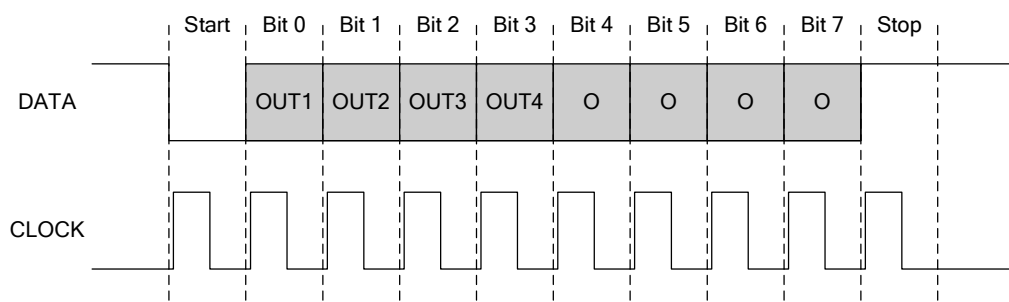 Start Bit 0 Bit 1 Bit 2 Bit 3 Bit 4 Bit 5 Bit 6 Bit 7 Stop
DATA OUT1 OUT2 OUT3 OUT4 O O O O
CLOCK